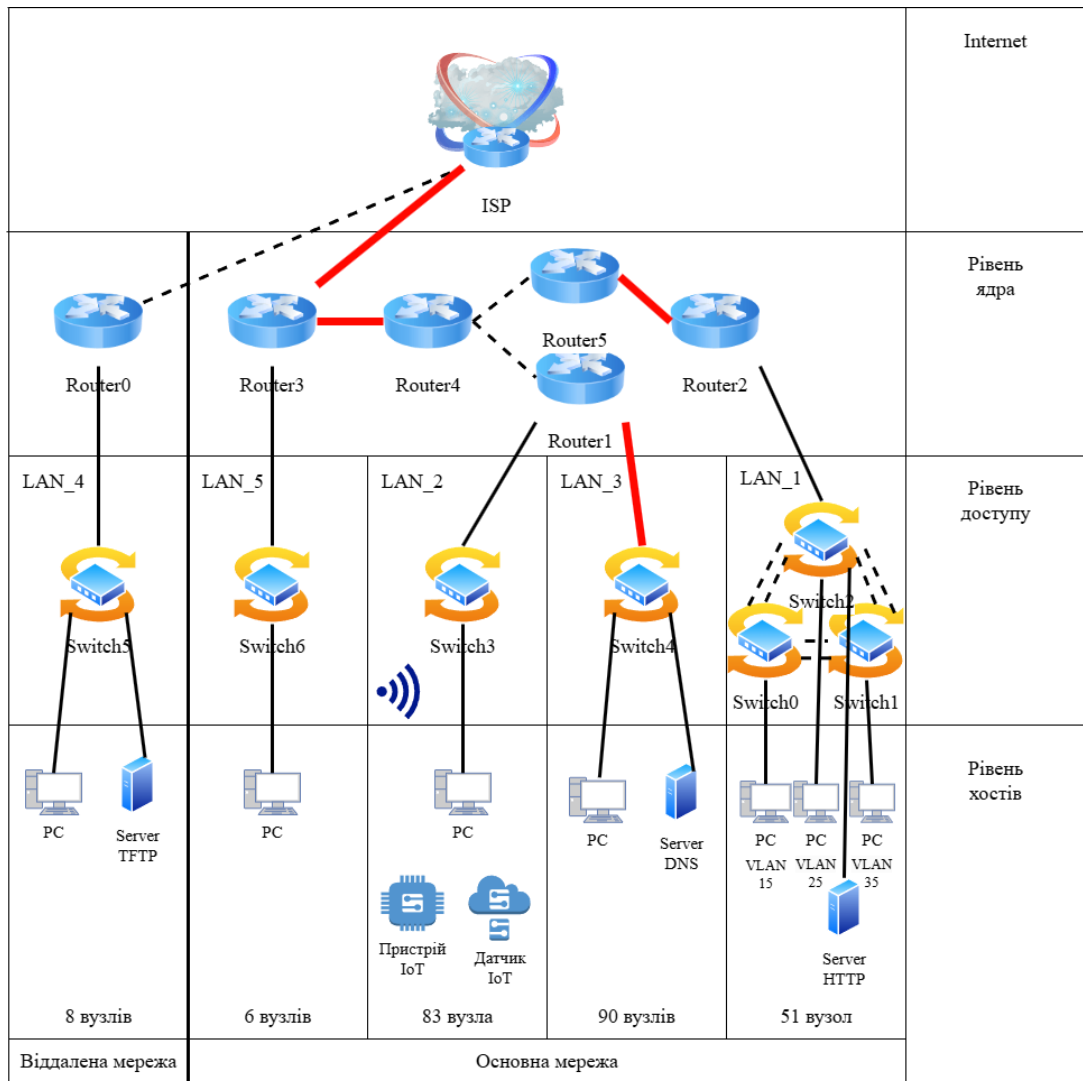 Internet
ISP
Рівень
ядра
Router0
Router3
Router4
Router5
Router2
Router1
LAN_4
LAN_5
LAN_2
LAN_3
LAN_1
Рівень
доступу
Switch5
Switch6
Switch3
Switch4
Switch2
Switch0
Switch1
Рівень
хостів
PC
Server
TFTP
PC
PC
PC
Server
DNS
PC
VLAN
15
PC
VLAN
25
PC
VLAN
35
Пристрій
IoT
Датчик
IoT
Server
HTTP
8 вузлів
6 вузлів
83 вузла
90 вузлів
51 вузол
Віддалена мережа
Основна мережа